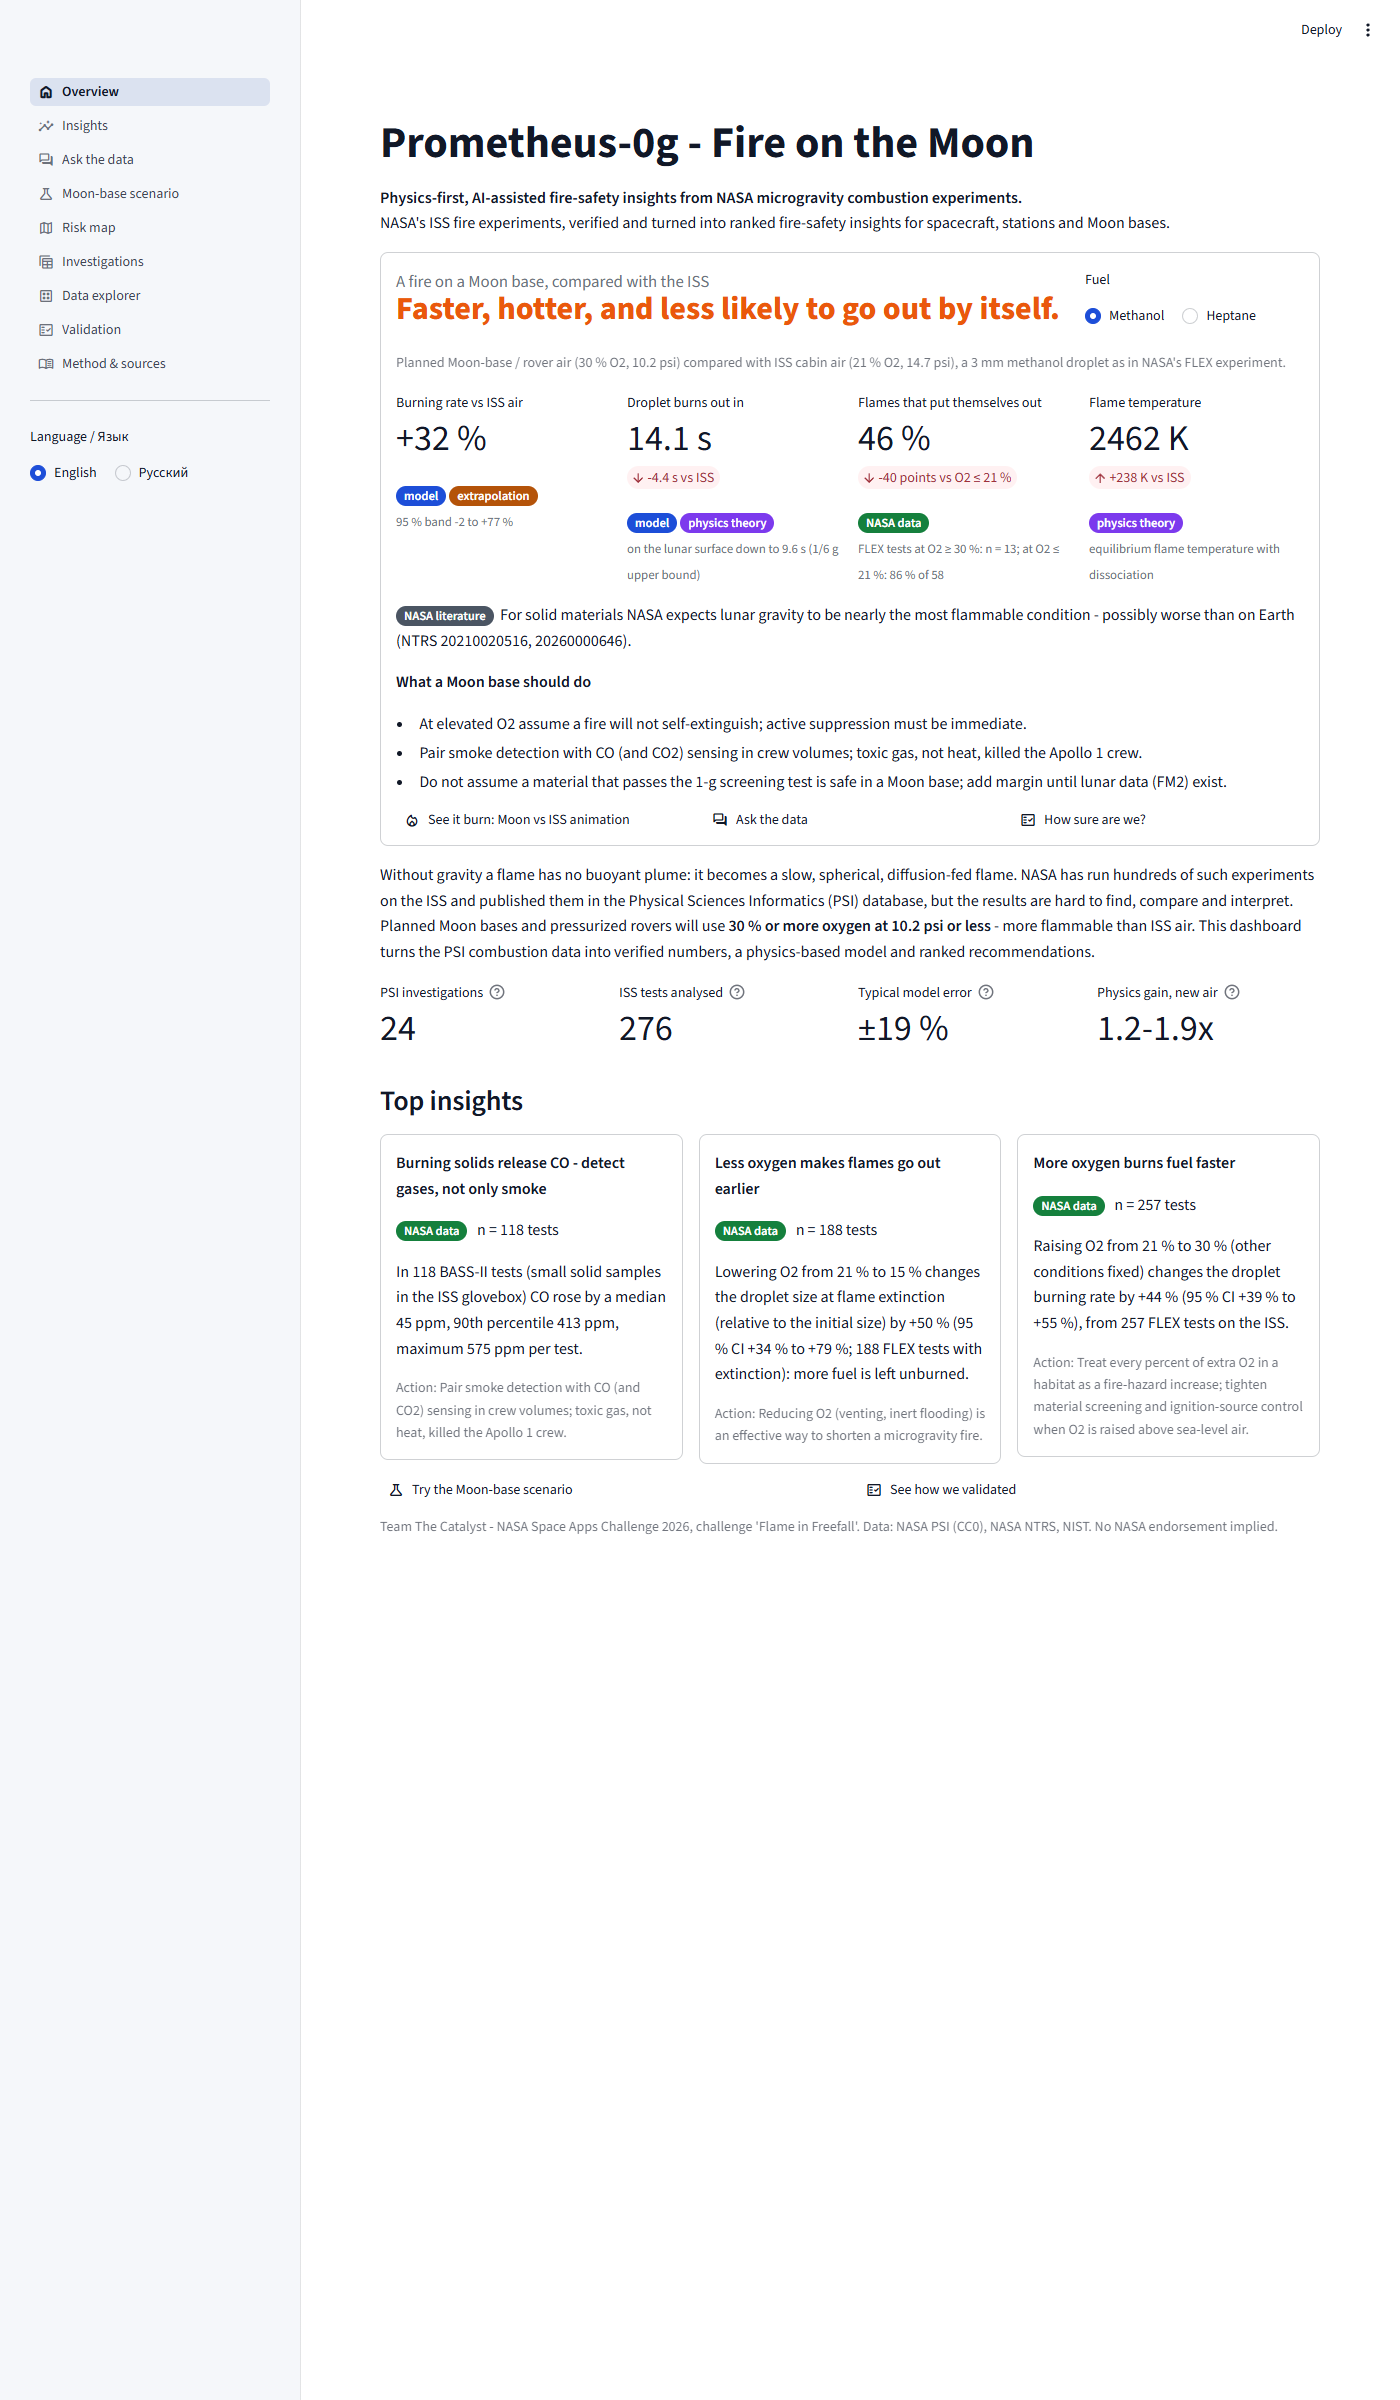 Deploy
Overview
Insights
Ask the data
Moon-base scenario
Risk map
Investigations
Data explorer
Validation
Method & sources
Language / Язык
English Русский
Prometheus-0g - Fire on the Moon
Physics-first, AI-assisted fire-safety insights from NASA microgravity combustion experiments.
NASA's ISS fire experiments, verified and turned into ranked fire-safety insights for spacecraft, stations and Moon bases.
A fire on a Moon base, compared with the ISS
Faster, hotter, and less likely to go out by itself.
Fuel
Methanol Heptane
Planned Moon-base / rover air (30 % O2, 10.2 psi) compared with ISS cabin air (21 % O2, 14.7 psi), a 3 mm methanol droplet as in NASA's FLEX experiment.
Burning rate vs ISS air
+32 %
model extrapolation
95 % band -2 to +77 %
Droplet burns out in
14.1 s
↓ -4.4 s vs ISS
model physics theory
on the lunar surface down to 9.6 s (1/6 g
upper bound)
Flames that put themselves out
46 %
↓ -40 points vs O2 ≤ 21 %
NASA data
FLEX tests at O2 ≥ 30 %: n = 13; at O2 ≤
21 %: 86 % of 58
Flame temperature
2462 K
↑ +238 K vs ISS
physics theory
equilibrium flame temperature with
dissociation
NASA literature For solid materials NASA expects lunar gravity to be nearly the most flammable condition - possibly worse than on Earth
(NTRS 20210020516, 20260000646).
What a Moon base should do
• At elevated O2 assume a fire will not self-extinguish; active suppression must be immediate.
• Pair smoke detection with CO (and CO2) sensing in crew volumes; toxic gas, not heat, killed the Apollo 1 crew.
• Do not assume a material that passes the 1-g screening test is safe in a Moon base; add margin until lunar data (FM2) exist.
See it burn: Moon vs ISS animation
Ask the data
How sure are we?
Without gravity a flame has no buoyant plume: it becomes a slow, spherical, diffusion-fed flame. NASA has run hundreds of such experiments
on the ISS and published them in the Physical Sciences Informatics (PSI) database, but the results are hard to find, compare and interpret.
Planned Moon bases and pressurized rovers will use 30 % or more oxygen at 10.2 psi or less - more flammable than ISS air. This dashboard
turns the PSI combustion data into verified numbers, a physics-based model and ranked recommendations.
PSI investigations
24
ISS tests analysed
276
Typical model error
±19 %
Physics gain, new air
1.2-1.9x
Top insights
Burning solids release CO - detect
gases, not only smoke
NASA data n = 118 tests
In 118 BASS-II tests (small solid samples
in the ISS glovebox) CO rose by a median
45 ppm, 90th percentile 413 ppm,
maximum 575 ppm per test.
Action: Pair smoke detection with CO (and
CO2) sensing in crew volumes; toxic gas, not
heat, killed the Apollo 1 crew.
Less oxygen makes flames go out
earlier
NASA data n = 188 tests
Lowering O2 from 21 % to 15 % changes
the droplet size at flame extinction
(relative to the initial size) by +50 % (95
% CI +34 % to +79 %; 188 FLEX tests with
extinction): more fuel is left unburned.
Action: Reducing O2 (venting, inert flooding) is
an effective way to shorten a microgravity fire.
More oxygen burns fuel faster
NASA data n = 257 tests
Raising O2 from 21 % to 30 % (other
conditions fixed) changes the droplet
burning rate by +44 % (95 % CI +39 % to
+55 %), from 257 FLEX tests on the ISS.
Action: Treat every percent of extra O2 in a
habitat as a fire-hazard increase; tighten
material screening and ignition-source control
when O2 is raised above sea-level air.
Try the Moon-base scenario
See how we validated
Team The Catalyst - NASA Space Apps Challenge 2026, challenge 'Flame in Freefall'. Data: NASA PSI (CC0), NASA NTRS, NIST. No NASA endorsement implied.